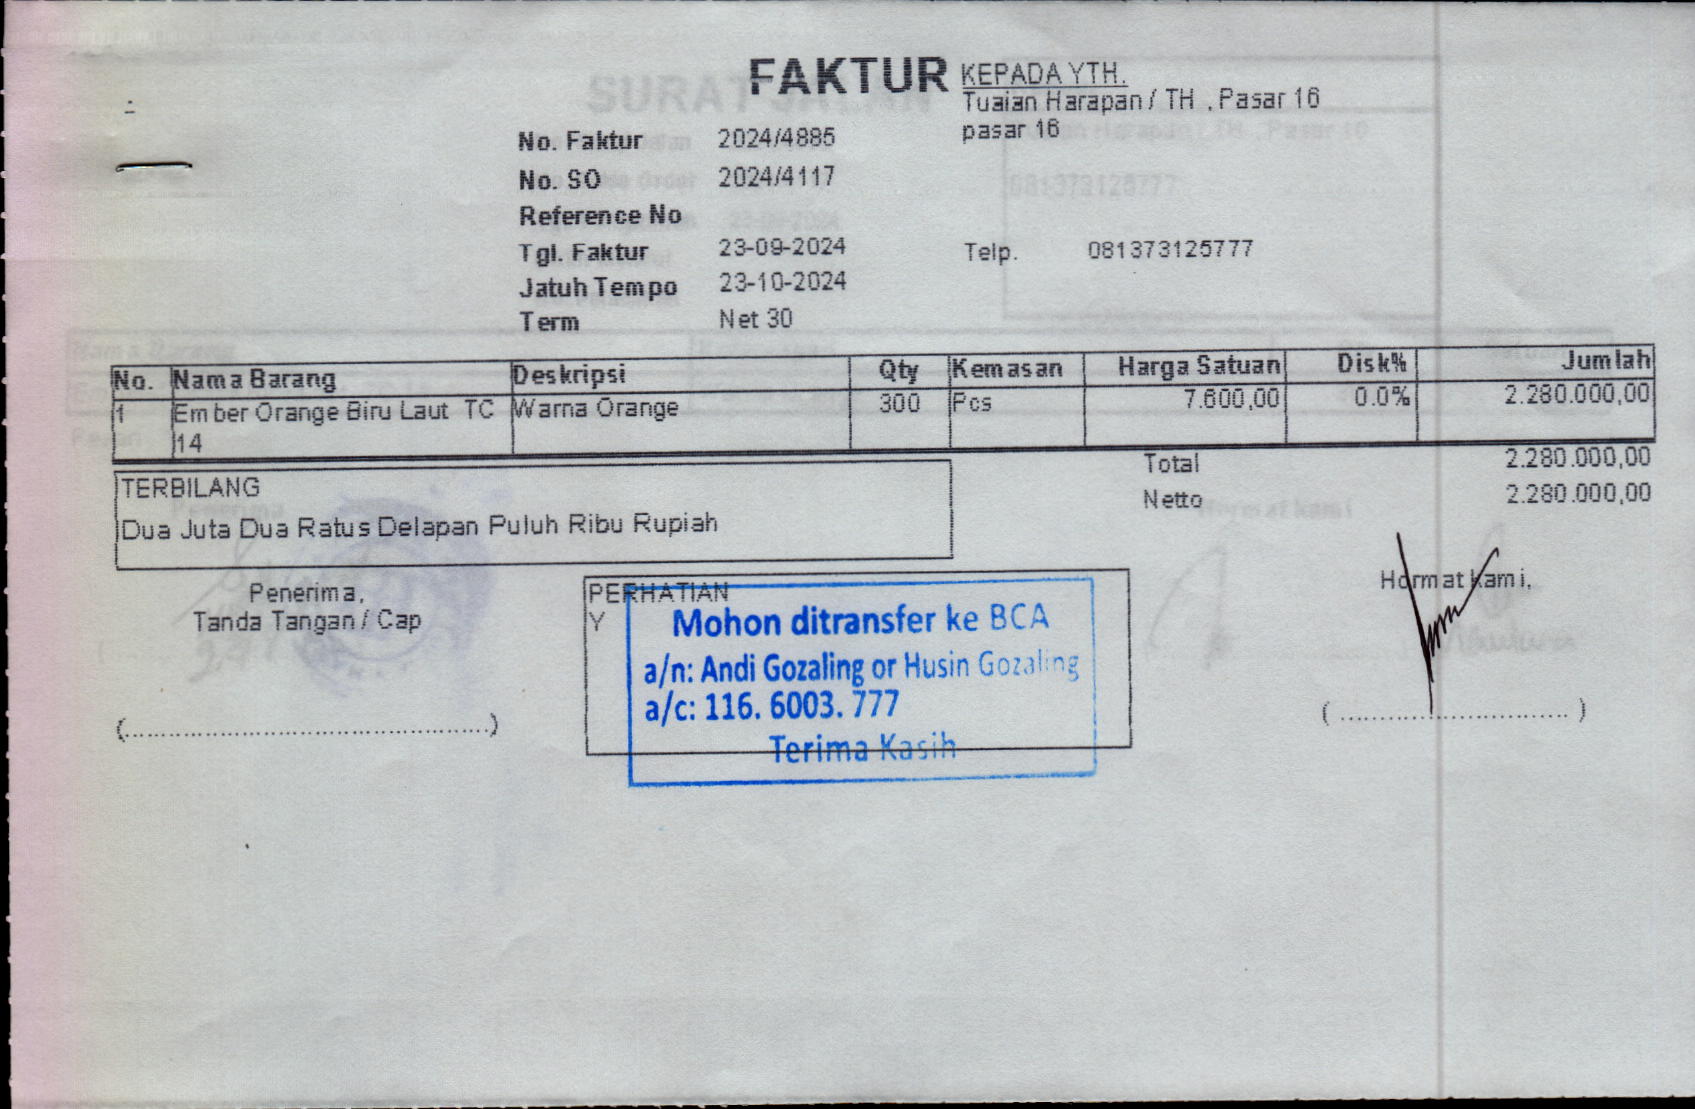 FAKTUR
KEPADA YTH.
Tuaian Harapan / TH , Pasar 16
pasar 16
No. Faktur 2024/4885
No. SO 2024/4117
Reference No
Tgl. Faktur 23-09-2024
Telp. 081373125777
Jatuh Tempo 23-10-2024
Term Net 30
No. Nama Barang Deskripsi Qty Kemasan Harga Satuan Disk% Jumlah
1 Ember Orange Biru Laut TC Warna Orange 300 Pcs 7.600,00 0.0% 2.280.000,00
14
Total 2.280.000,00
Netto 2.280.000,00
TERBILANG
Dua Juta Dua Ratus Delapan Puluh Ribu Rupiah
Penerima,
Tanda Tangan / Cap
(..................................................)
PERHATIAN
Y
Mohon ditransfer ke BCA
a/n: Andi Gozaling or Husin Gozaling
a/c: 116. 6003. 777
Terima Kasih
Hormat kami,
( ............................... )
SURAT JALAN